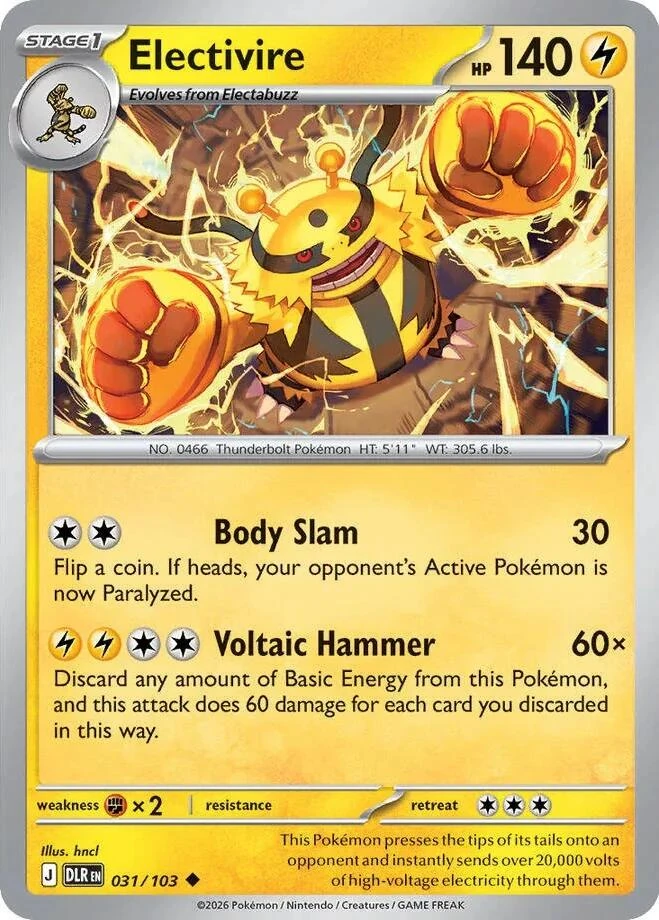 STAGE1
Electivire
HP 140
Evolves from Electabuzz
NO. 0466 Thunderbolt Pokémon HT: 5'11" WT: 305.6 lbs.
Body Slam 30
Flip a coin. If heads, your opponent's Active Pokémon is
now Paralyzed.
Voltaic Hammer 60×
Discard any amount of Basic Energy from this Pokémon,
and this attack does 60 damage for each card you discarded
in this way.
weakness ×2 resistance retreat
Illus. hncl
This Pokémon presses the tips of its tails onto an
opponent and instantly sends over 20,000 volts
of high-voltage electricity through them.
J DLR EN 031/103
©2026 Pokémon / Nintendo / Creatures / GAME FREAK